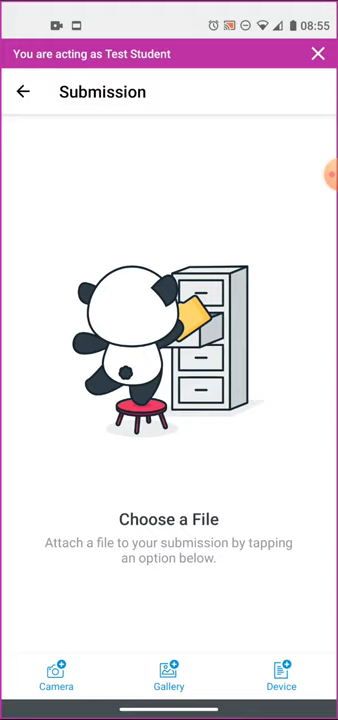 08:55
You are acting as Test Student
Submission
Choose a File
Attach a file to your submission by tapping
an option below.
Camera
Gallery
Device